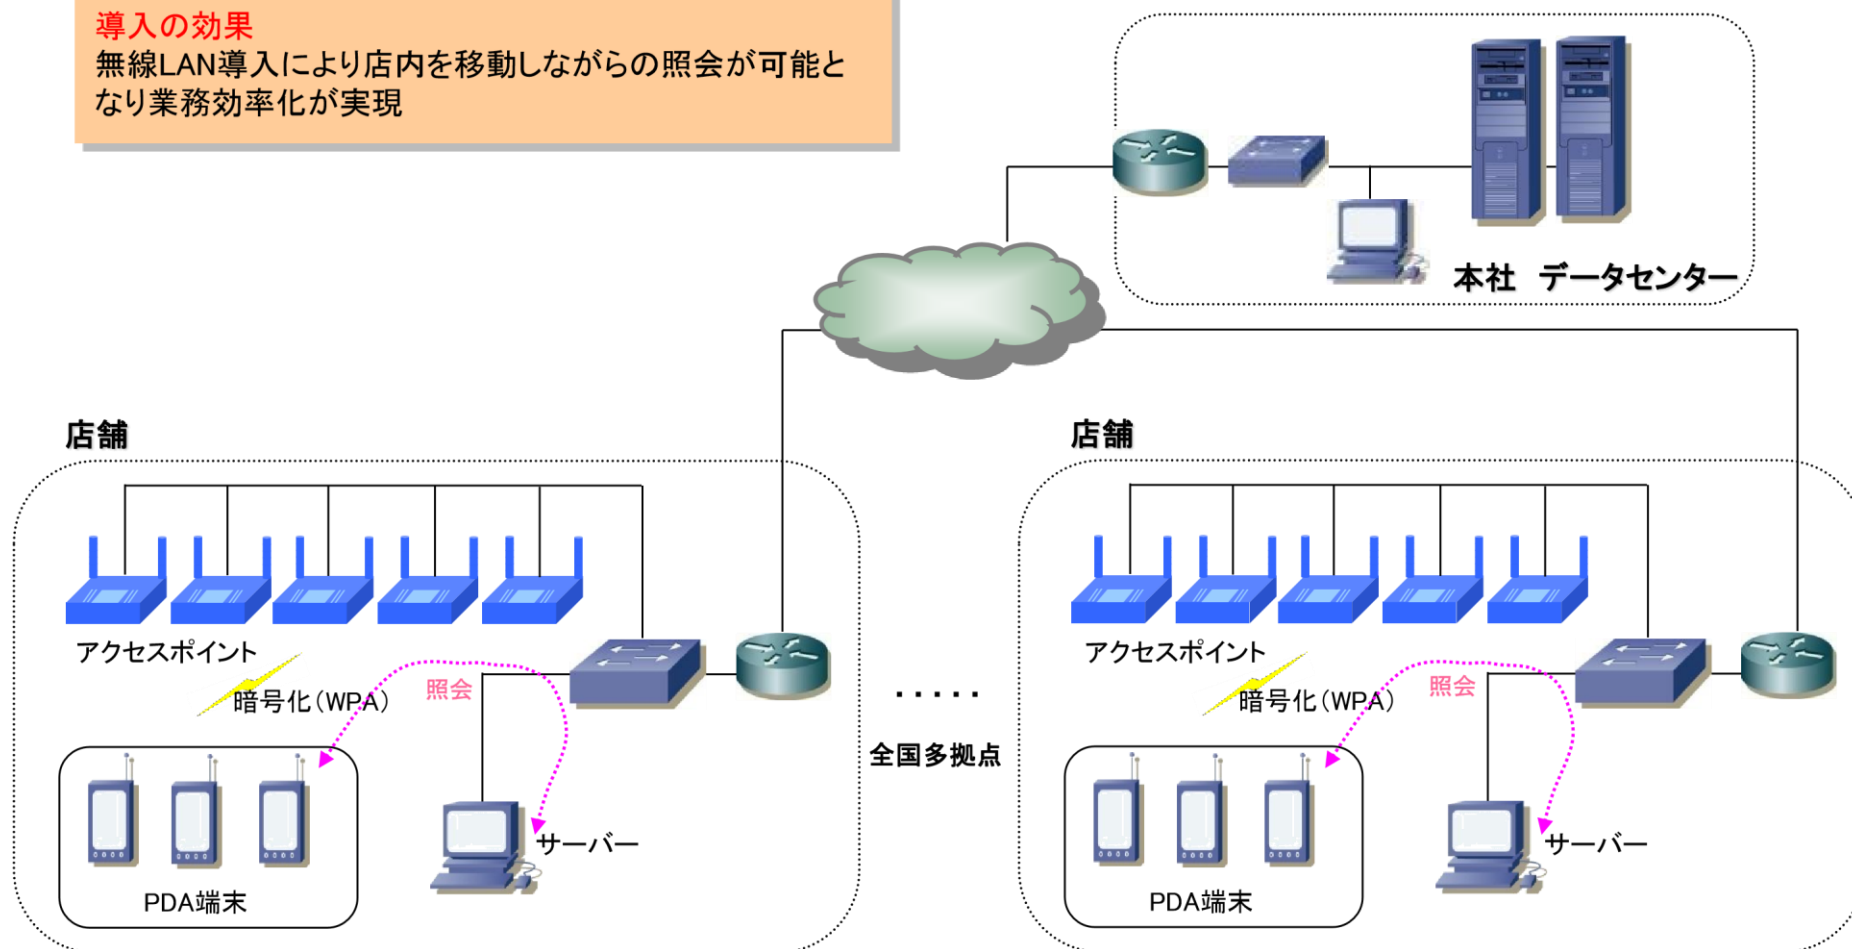 導入の効果
無線LAN導入により店内を移動しながらの照会が可能と
なり業務効率化が実現
本社　データセンター
店舗
アクセスポイント
暗号化（WPA）
照会
サーバー
PDA端末
・・・・・
全国多拠点
店舗
アクセスポイント
暗号化（WPA）
照会
サーバー
PDA端末